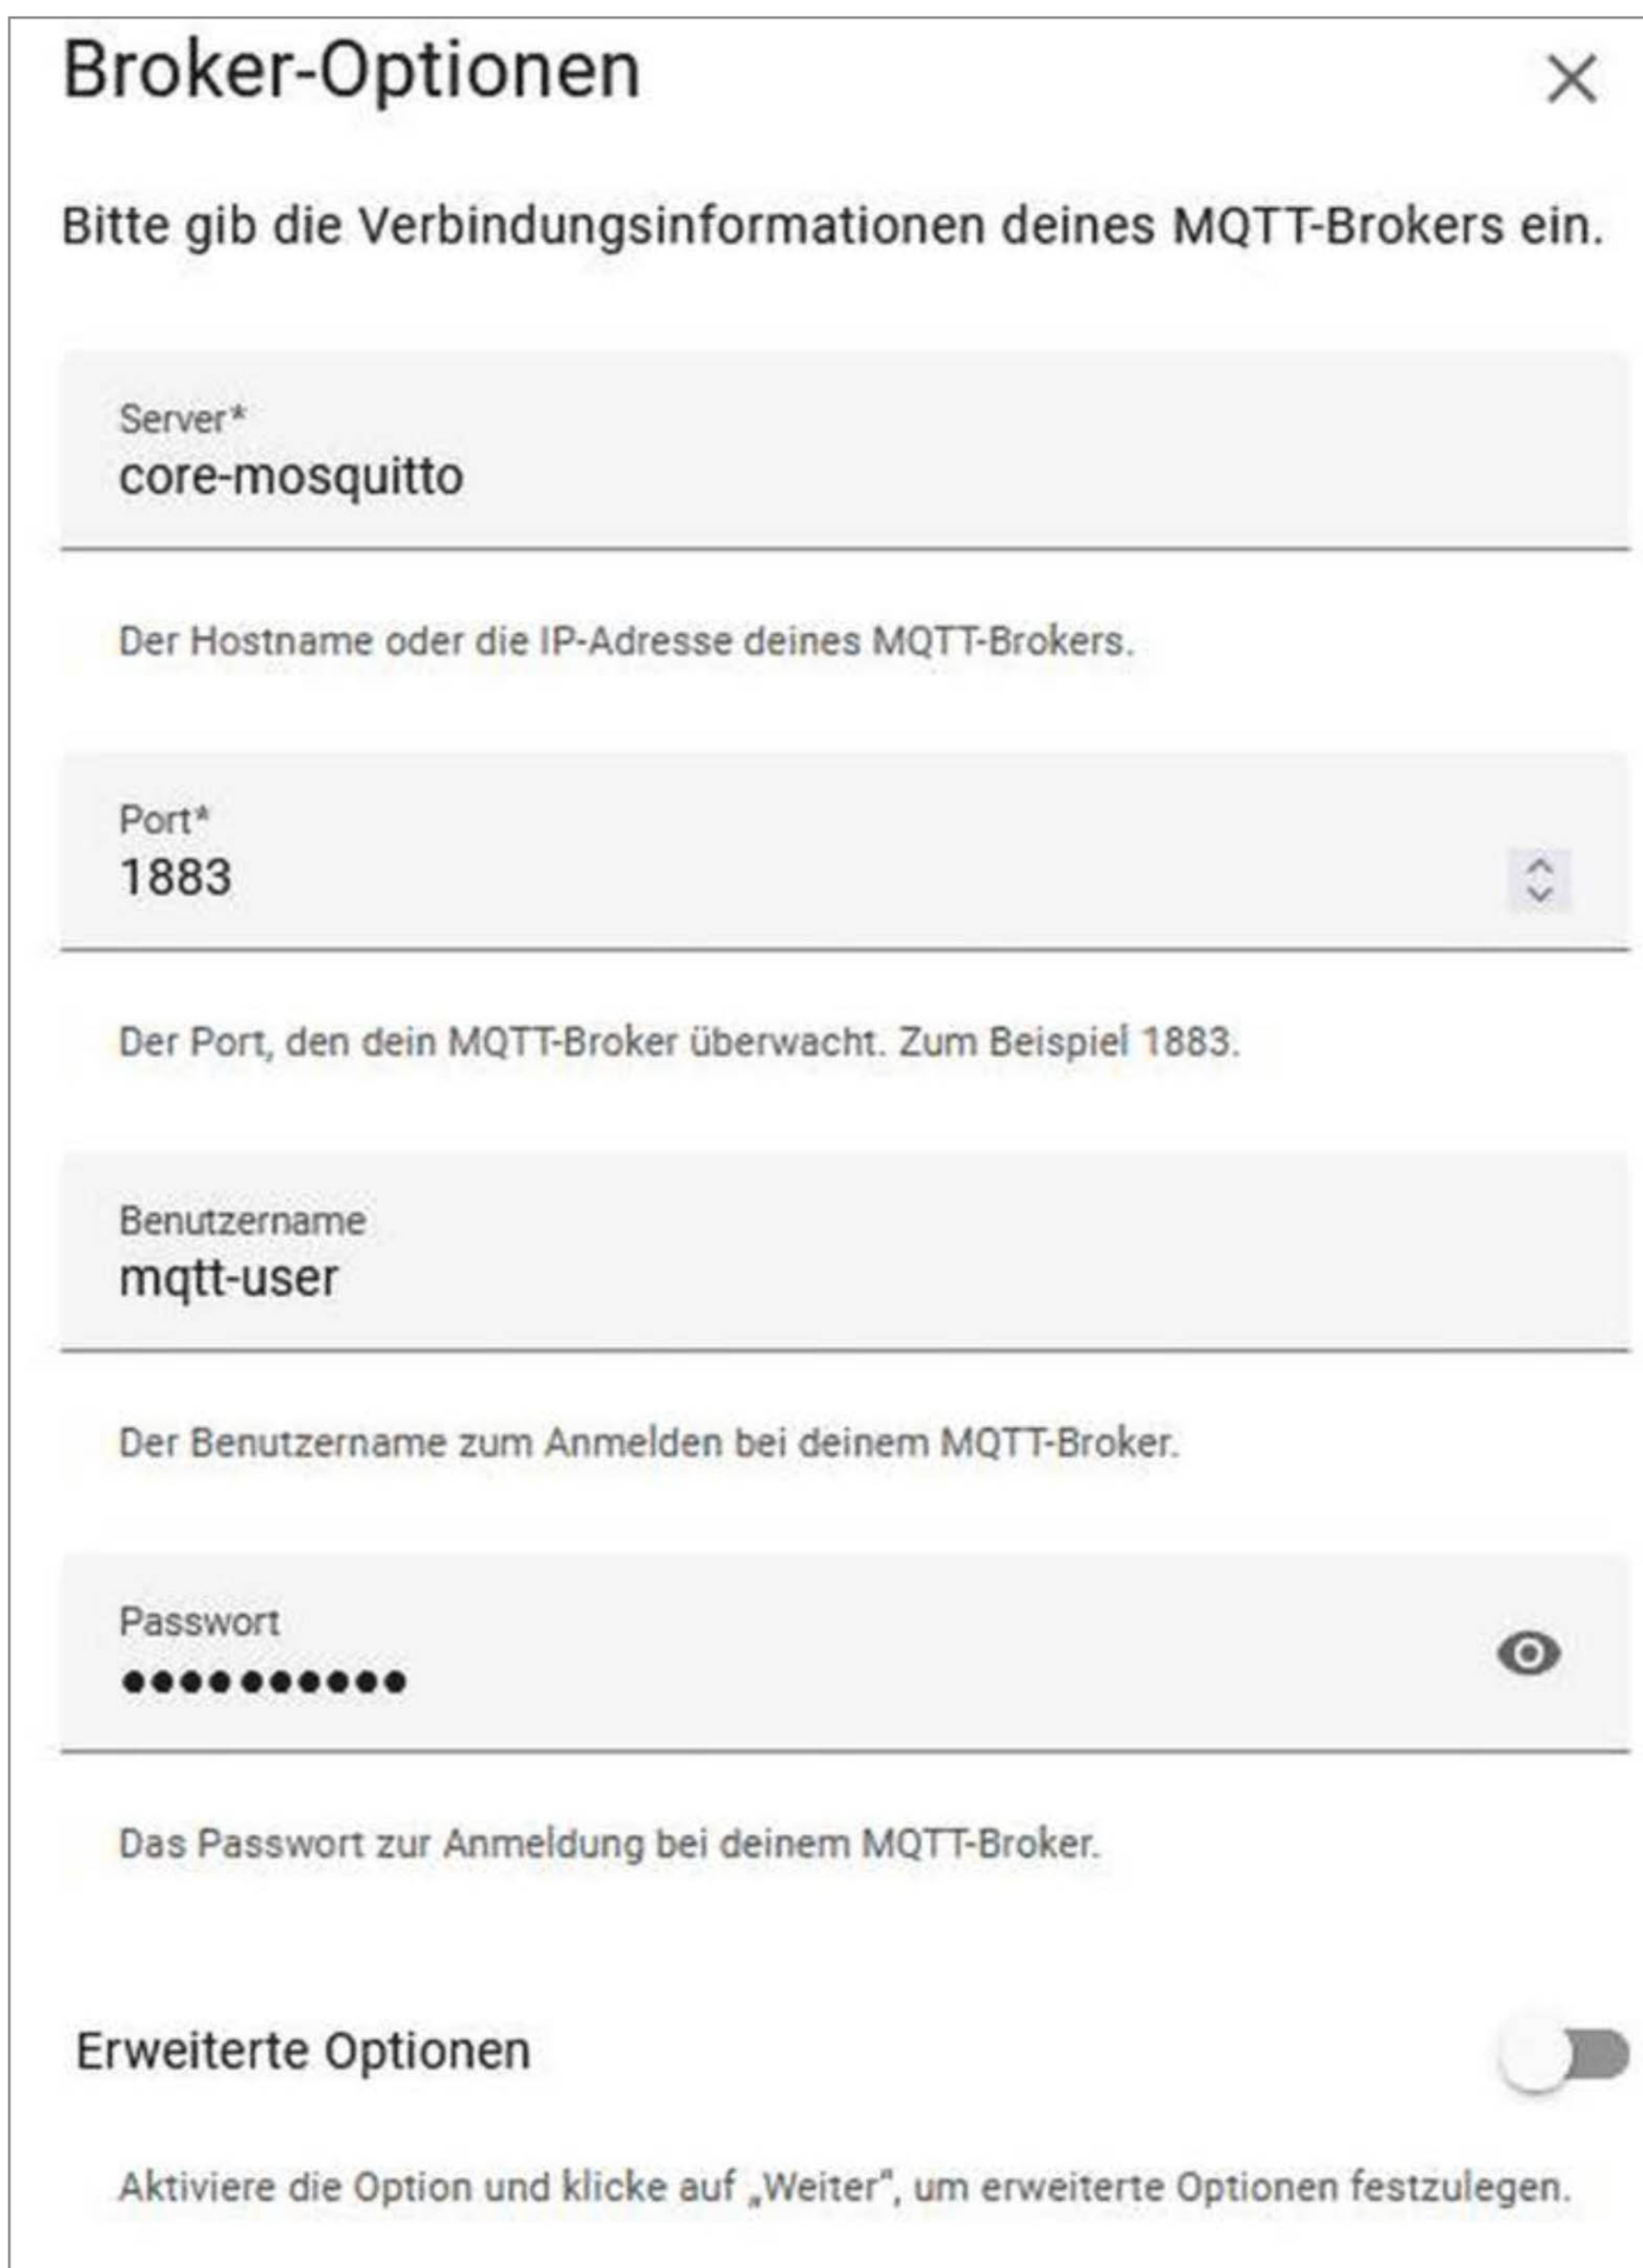 Broker-Optionen
Bitte gib die Verbindungsinformationen deines MQTT-Brokers ein.
Server*
core-mosquitto
Der Hostname oder die IP-Adresse deines MQTT-Brokers.
Port*
1883
Der Port, den dein MQTT-Broker überwacht. Zum Beispiel 1883.
Benutzername
mqtt-user
Der Benutzername zum Anmelden bei deinem MQTT-Broker.
Passwort
••••••••••
Das Passwort zur Anmeldung bei deinem MQTT-Broker.
Erweiterte Optionen
Aktiviere die Option und klicke auf „Weiter“, um erweiterte Optionen festzulegen.